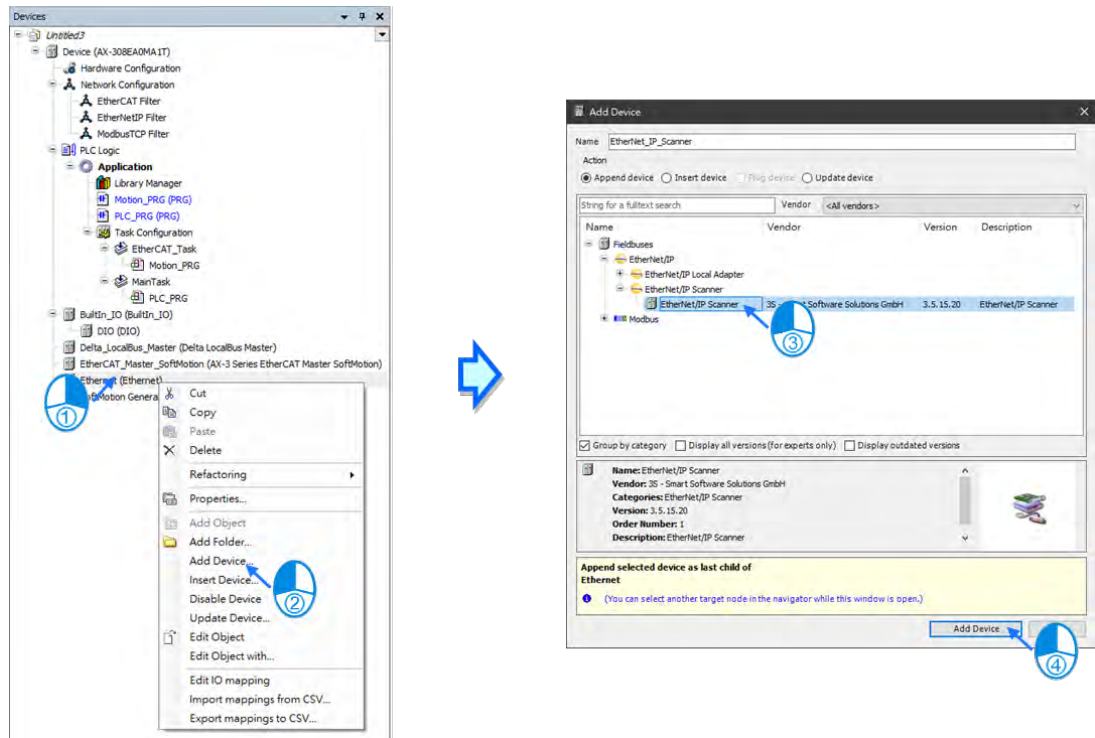 Devices
Untitled3
Device (AX-308EA0MA1T)
Hardware Configuration
Network Configuration
EtherCAT Filter
EtherNetIP Filter
ModbusTCP Filter
PLC Logic
Application
Library Manager
Motion_PRG (PRG)
PLC_PRG (PRG)
Task Configuration
EtherCAT_Task
Motion_PRG
MainTask
PLC_PRG
BuiltIn_IO (BuiltIn_IO)
DIO (DIO)
Delta_LocalBus_Master (Delta LocalBus Master)
EtherCAT_Master_SoftMotion (AX-3 Series EtherCAT Master SoftMotion)
(Ethernet)
①
Cut
Copy
Paste
Delete
Refactoring
Properties...
Add Object
Add Folder...
Add Device...
Insert Device...
②
Disable Device
Update Device...
Edit Object
Edit Object with...
Edit IO mapping
Import mappings from CSV...
Export mappings to CSV...
Add Device
Name EtherNet_IP_Scanner
Action
Append device Insert device Plug device Update device
String for a fulltext search Vendor <All vendors>
Name Vendor Version Description
Fieldbuses
EtherNet/IP
EtherNet/IP Local Adapter
EtherNet/IP Scanner
EtherNet/IP Scanner 3S - Software Solutions GmbH 3.5.15.20 EtherNet/IP Scanner
Modbus
③
Group by category Display all versions (for experts only) Display outdated versions
Name: EtherNet/IP Scanner
Vendor: 3S - Smart Software Solutions GmbH
Categories: EtherNet/IP Scanner
Version: 3.5.15.20
Order Number: 1
Description: EtherNet/IP Scanner
Append selected device as last child of
Ethernet
(You can select another target node in the navigator while this window is open.)
Add Device
④